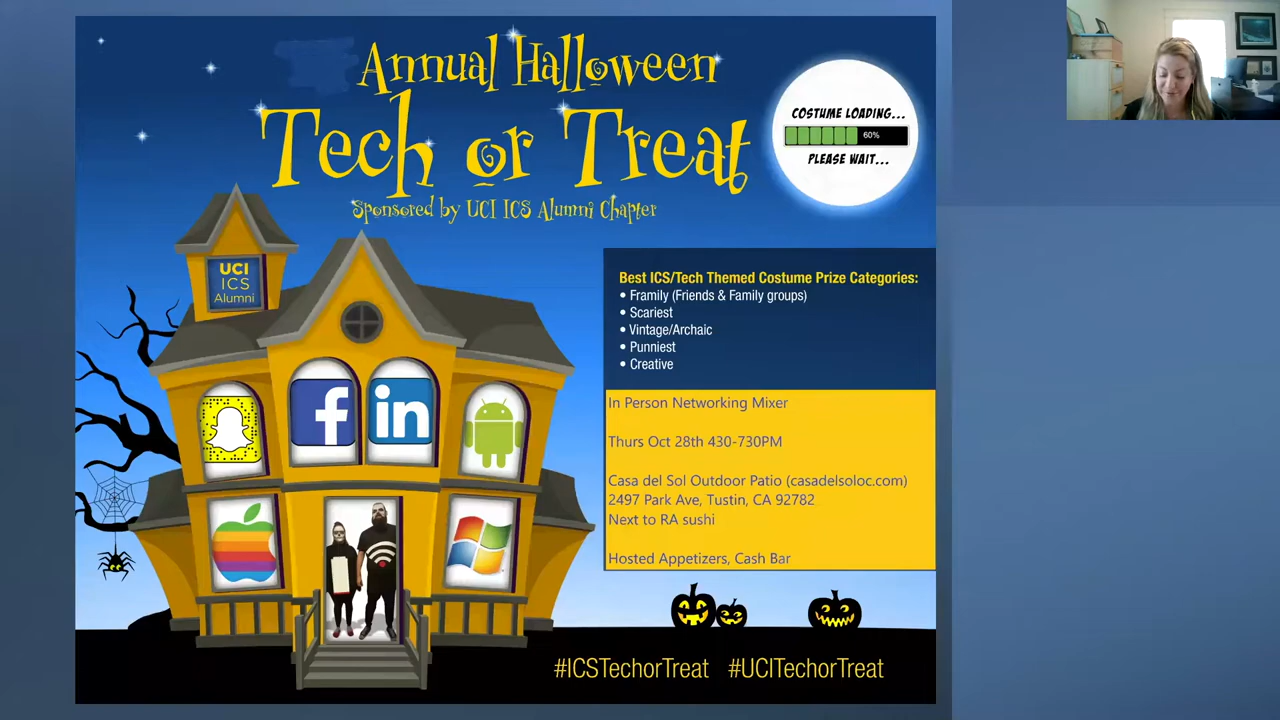 Annual Halloween
Tech or Treat
Sponsored by UCI ICS Alumni Chapter
COSTUME LOADING...
60%
PLEASE WAIT...
UCI
ICS
Alumni
Best ICS/Tech Themed Costume Prize Categories:
• Framily (Friends & Family groups)
• Scariest
• Vintage/Archaic
• Punniest
• Creative
f
in
In Person Networking Mixer
Thurs Oct 28th 430-730PM
Casa del Sol Outdoor Patio (casadelsoloc.com)
2497 Park Ave, Tustin, CA 92782
Next to RA sushi
Hosted Appetizers, Cash Bar
#ICSTechorTreat #UCITechorTreat